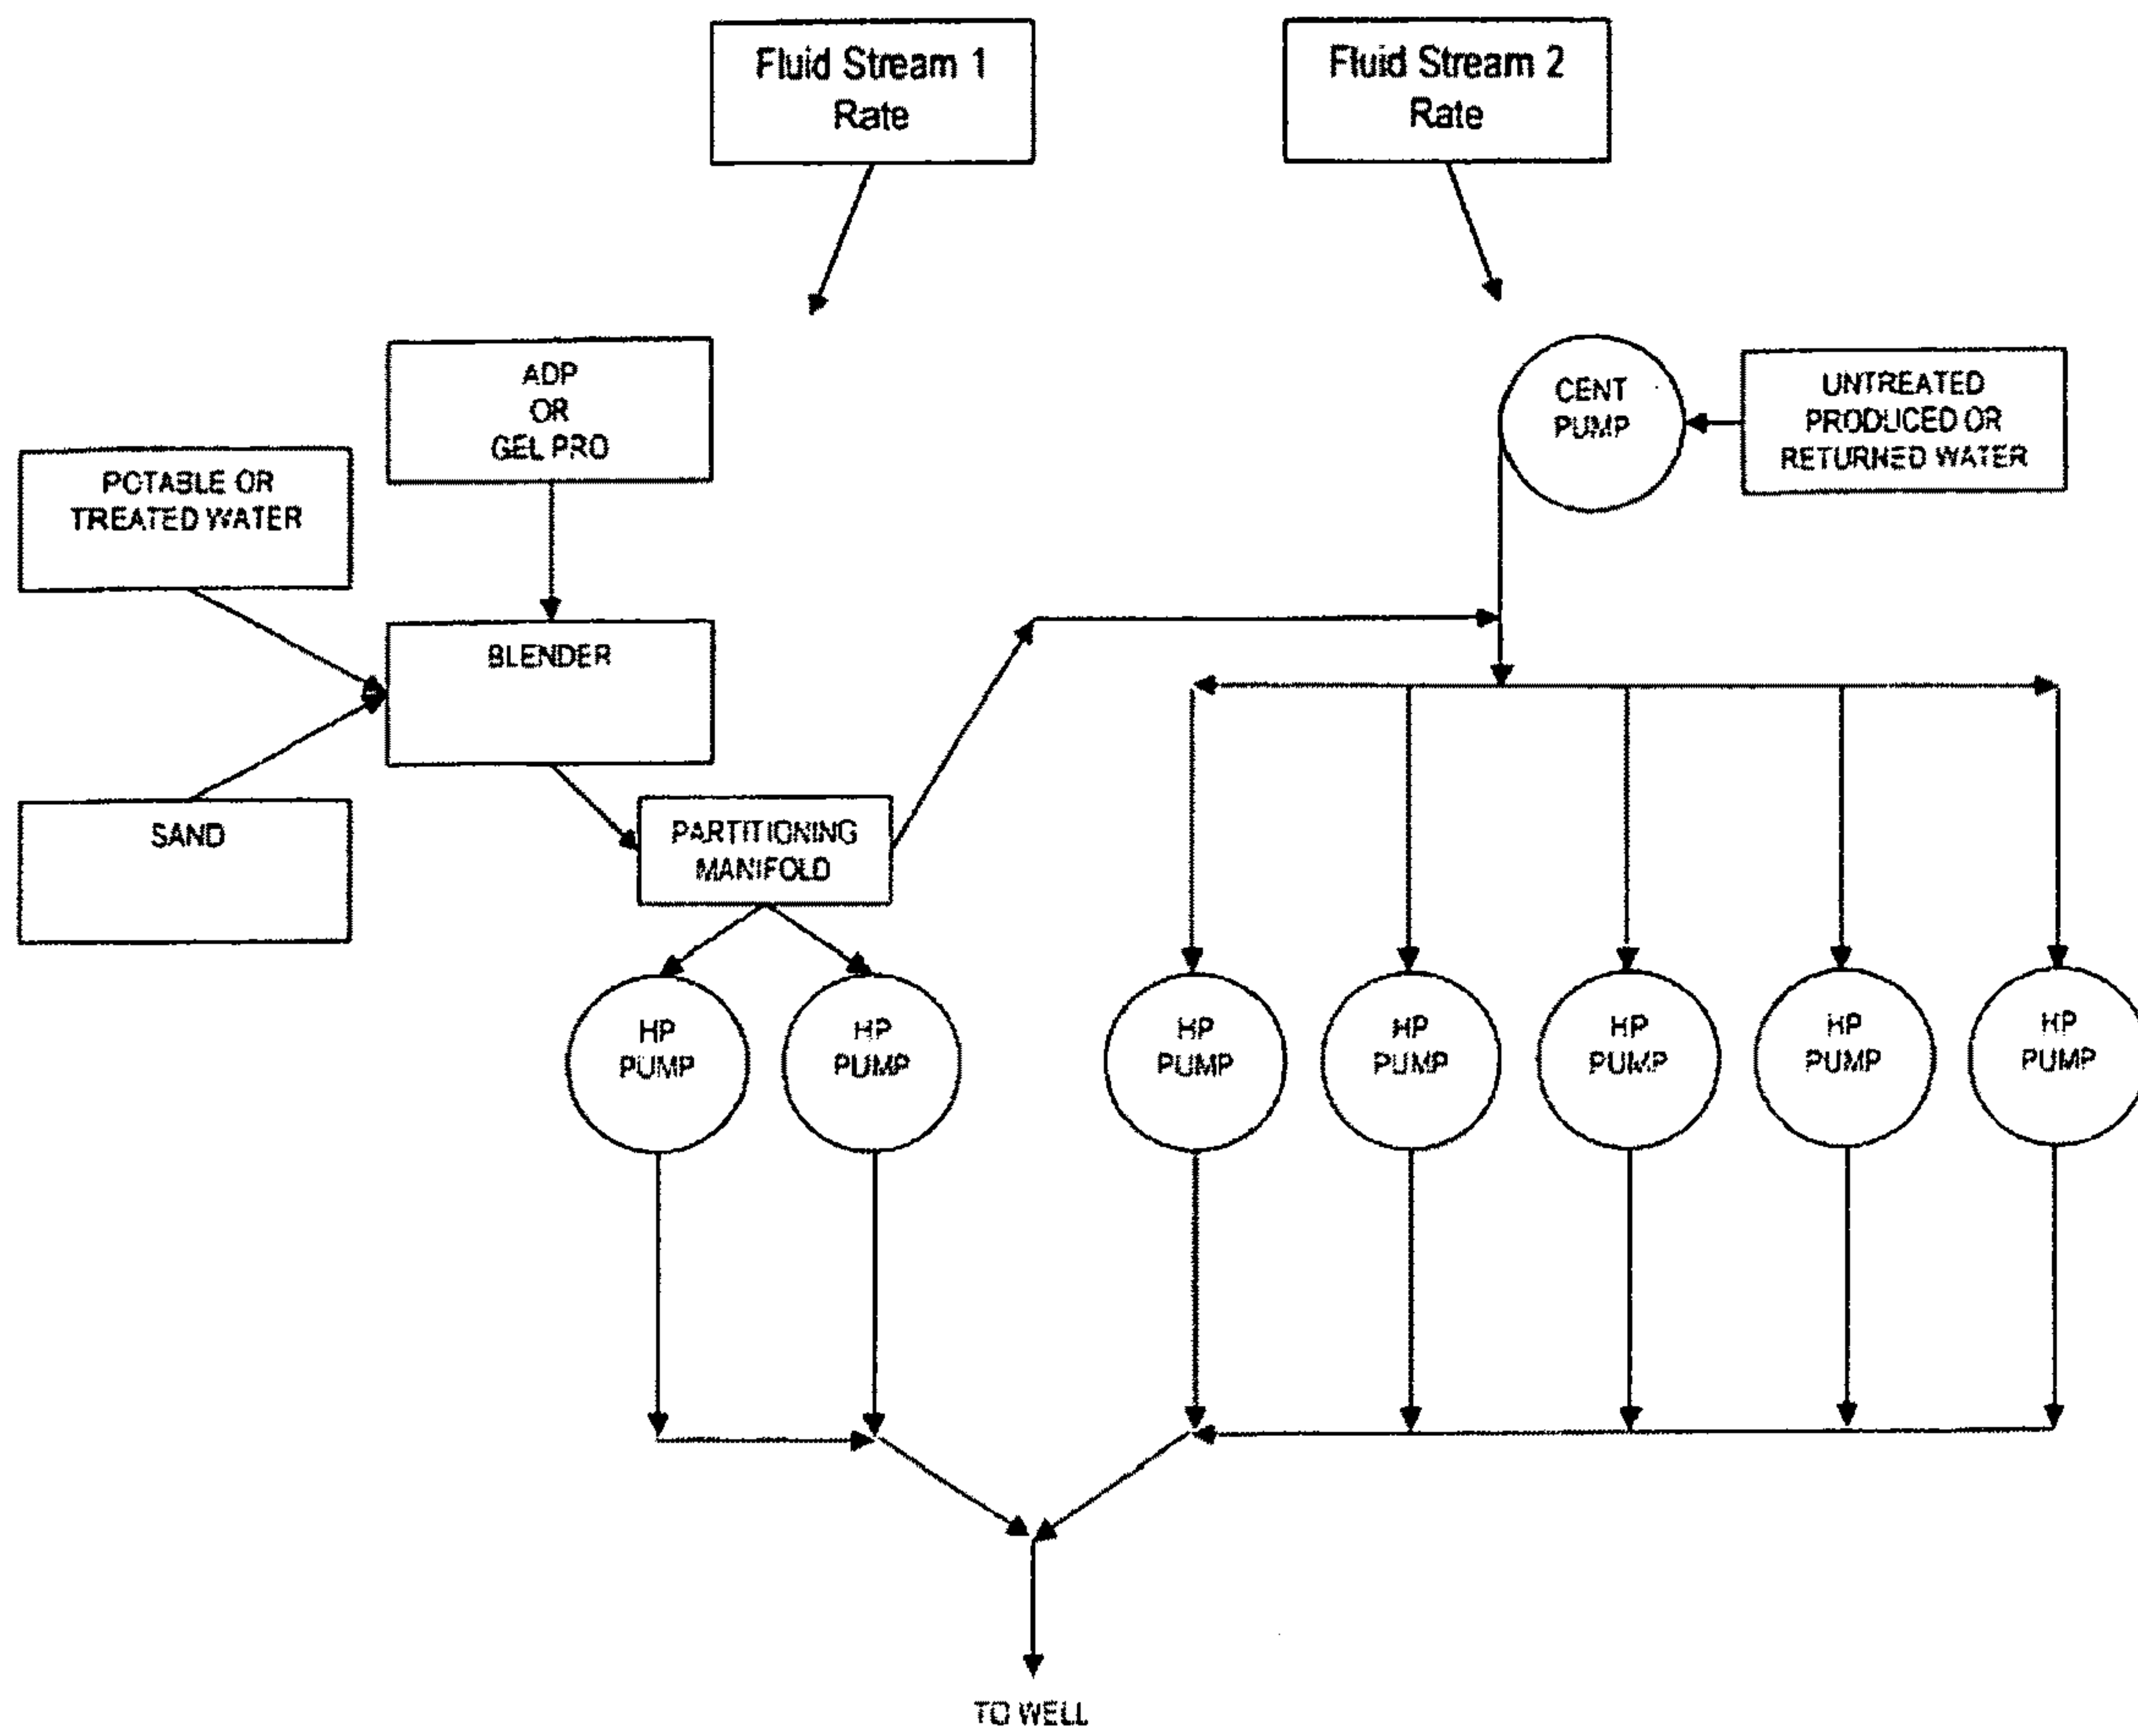 Fluid Stream 1
Rate
Fluid Stream 2
Rate
ADP
OR
GEL PRO
CENT
PUMP
UNTREATED
PRODUCED OR
RETURNED WATER
POTABLE OR
TREATED WATER
BLENDER
SAND
PARTITIONING
MANIFOLD
HP
PUMP
HP
PUMP
HP
PUMP
HP
PUMP
HP
PUMP
HP
PUMP
HP
PUMP
TO WELL